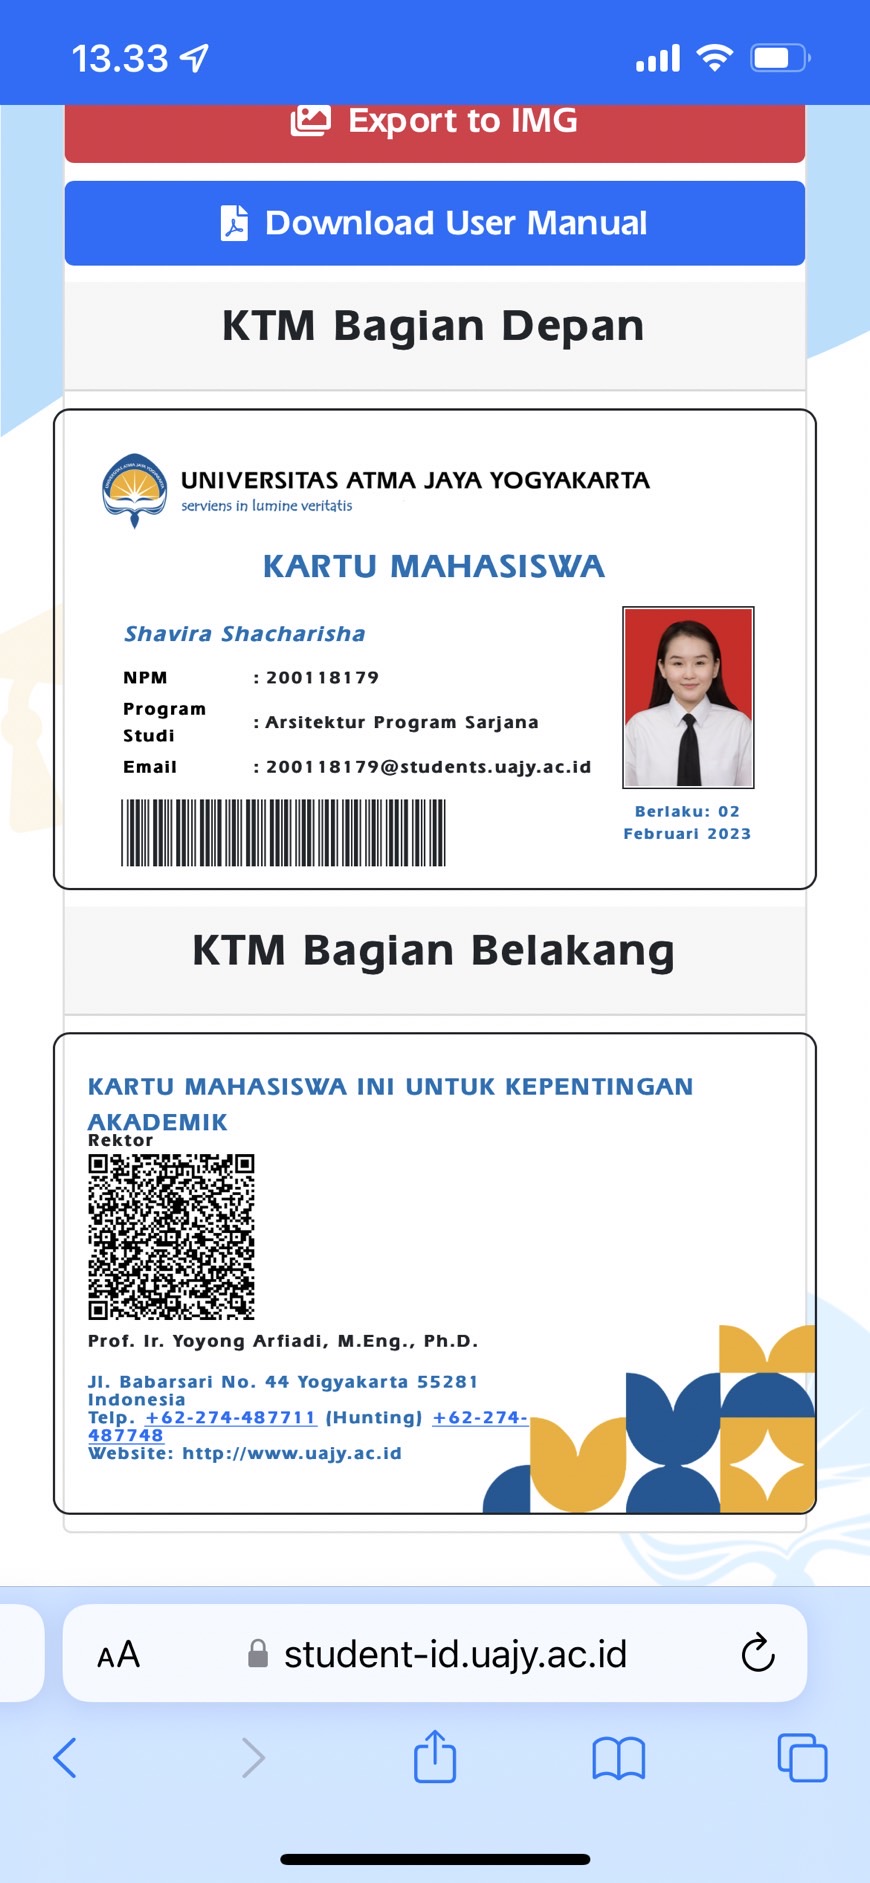 13.33
Export to IMG
Download User Manual
KTM Bagian Depan
UNIVERSITAS ATMA JAYA YOGYAKARTA
serviens in lumine veritatis
KARTU MAHASISWA
Shavira Shacharisha
NPM : 200118179
Program Studi : Arsitektur Program Sarjana
Email : 200118179@students.uajy.ac.id
Berlaku: 02
Februari 2023
KTM Bagian Belakang
KARTU MAHASISWA INI UNTUK KEPENTINGAN
AKADEMIK
Rektor
Prof. Ir. Yoyong Arfiadi, M.Eng., Ph.D.
Jl. Babarsari No. 44 Yogyakarta 55281
Indonesia
Telp. +62-274-487711 (Hunting) +62-274-
487748
Website: http://www.uajy.ac.id
AA student-id.uajy.ac.id